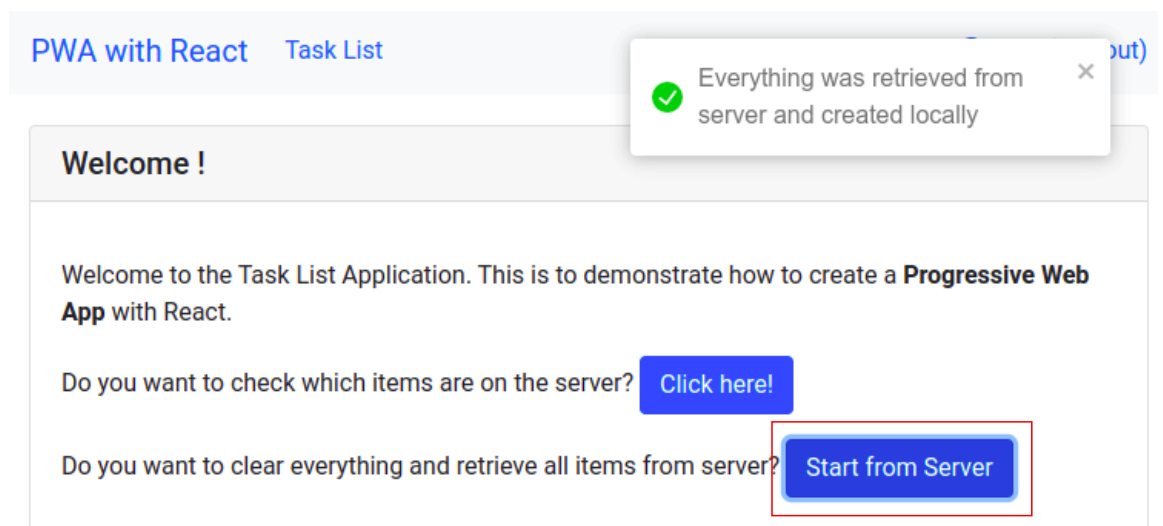 PWA with React Task List out)
Everything was retrieved from
server and created locally
Welcome !
Welcome to the Task List Application. This is to demonstrate how to create a Progressive Web
App with React.
Do you want to check which items are on the server? Click here!
Do you want to clear everything and retrieve all items from server? Start from Server